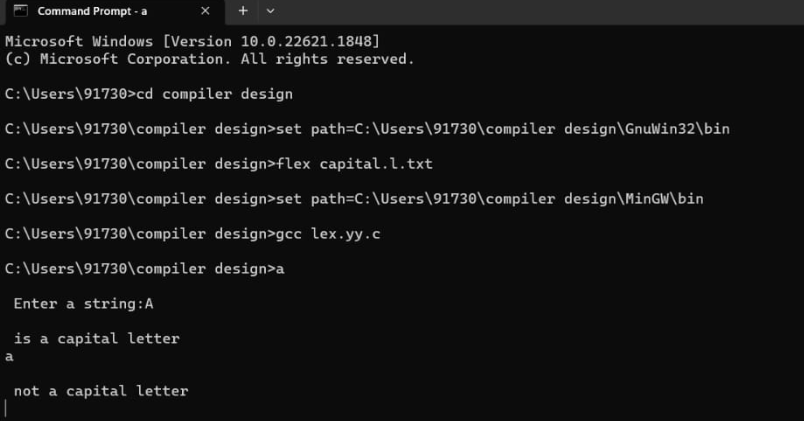 Command Prompt - a
Microsoft Windows [Version 10.0.22621.1848]
(c) Microsoft Corporation. All rights reserved.
C:\Users\91730>cd compiler design
C:\Users\91730\compiler design>set path=C:\Users\91730\compiler design\GnuWin32\bin
C:\Users\91730\compiler design>flex capital.l.txt
C:\Users\91730\compiler design>set path=C:\Users\91730\compiler design\MinGW\bin
C:\Users\91730\compiler design>gcc lex.yy.c
C:\Users\91730\compiler design>a
Enter a string:A
is a capital letter
a
not a capital letter